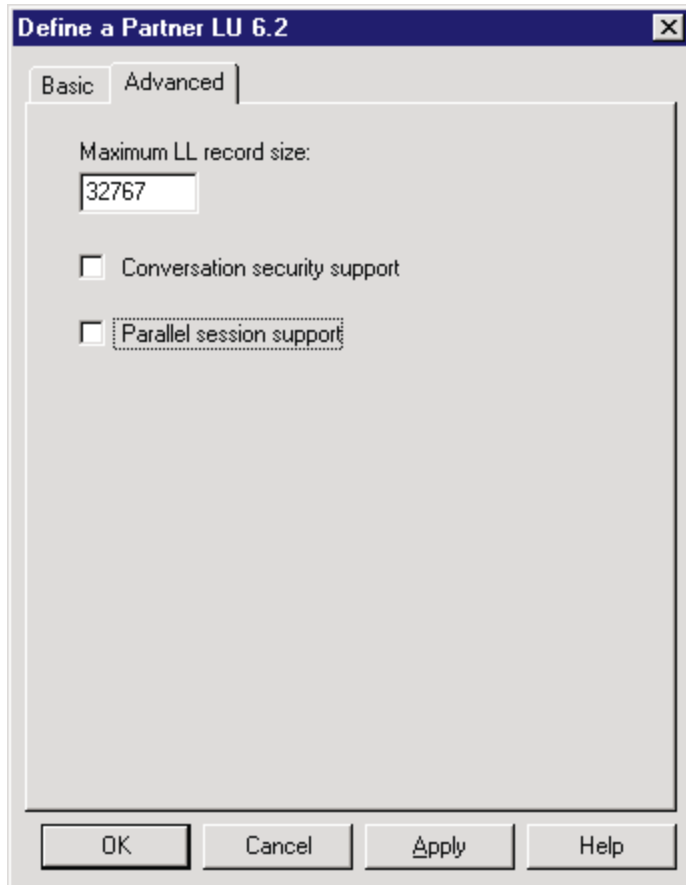 Define a Partner LU 6.2
Basic Advanced
Maximum LL record size:
32767
Conversation security support
Parallel session support
OK Cancel Apply Help